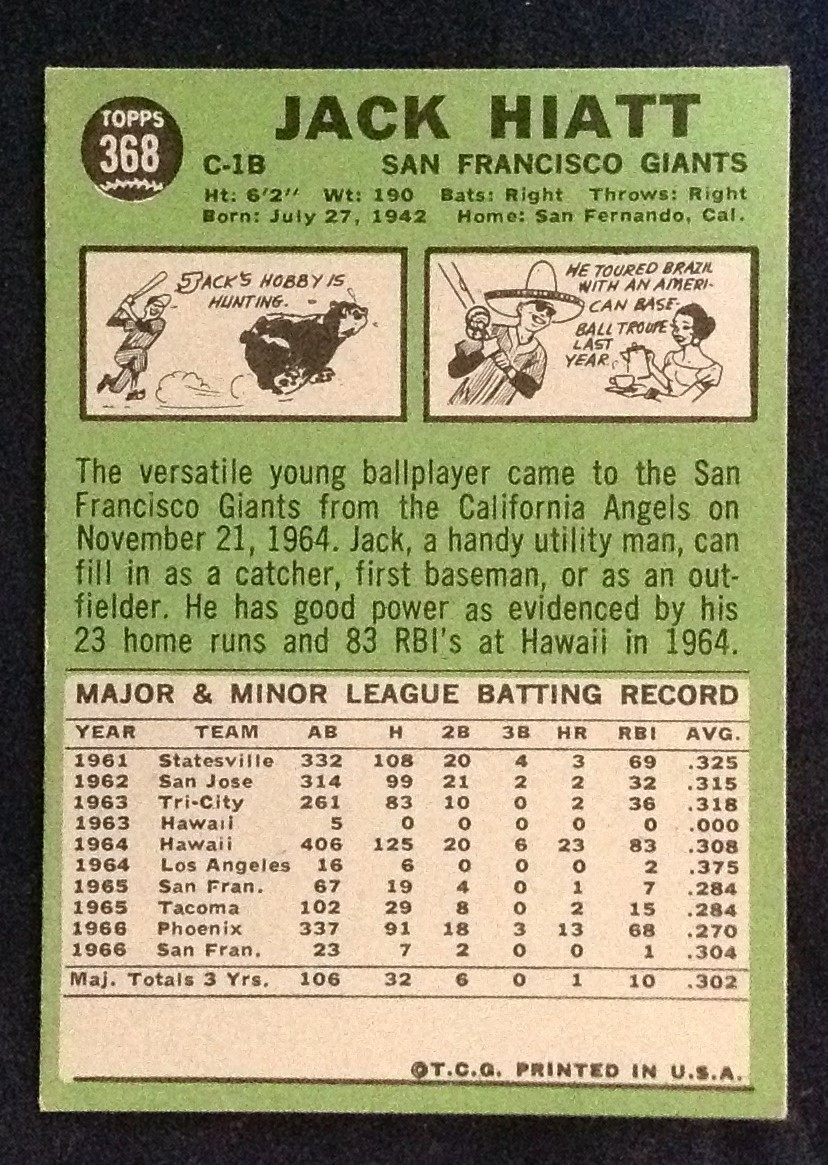 TOPPS
368
JACK HIATT
C-1B SAN FRANCISCO GIANTS
Ht: 6'2" Wt: 190 Bats: Right Throws: Right
Born: July 27, 1942 Home: San Fernando, Cal.
JACK'S HOBBY IS
HUNTING.
HE TOURED BRAZIL
WITH AN AMERI-
CAN BASE-
BALL TROUPE
LAST
YEAR.
The versatile young ballplayer came to the San
Francisco Giants from the California Angels on
November 21, 1964. Jack, a handy utility man, can
fill in as a catcher, first baseman, or as an out-
fielder. He has good power as evidenced by his
23 home runs and 83 RBI's at Hawaii in 1964.
MAJOR & MINOR LEAGUE BATTING RECORD
YEAR TEAM AB H 2B 3B HR RBI AVG.
1961 Statesville 332 108 20 4 3 69 .325
1962 San Jose 314 99 21 2 2 32 .315
1963 Tri-City 261 83 10 0 2 36 .318
1963 Hawaii 5 0 0 0 0 0 .000
1964 Hawaii 406 125 20 6 23 83 .308
1964 Los Angeles 16 6 0 0 0 2 .375
1965 San Fran. 67 19 4 0 1 7 .284
1965 Tacoma 102 29 8 0 2 15 .284
1966 Phoenix 337 91 18 3 13 68 .270
1966 San Fran. 23 7 2 0 0 1 .304
Maj. Totals 3 Yrs. 106 32 6 0 1 10 .302
©T.C.G. PRINTED IN U.S.A.